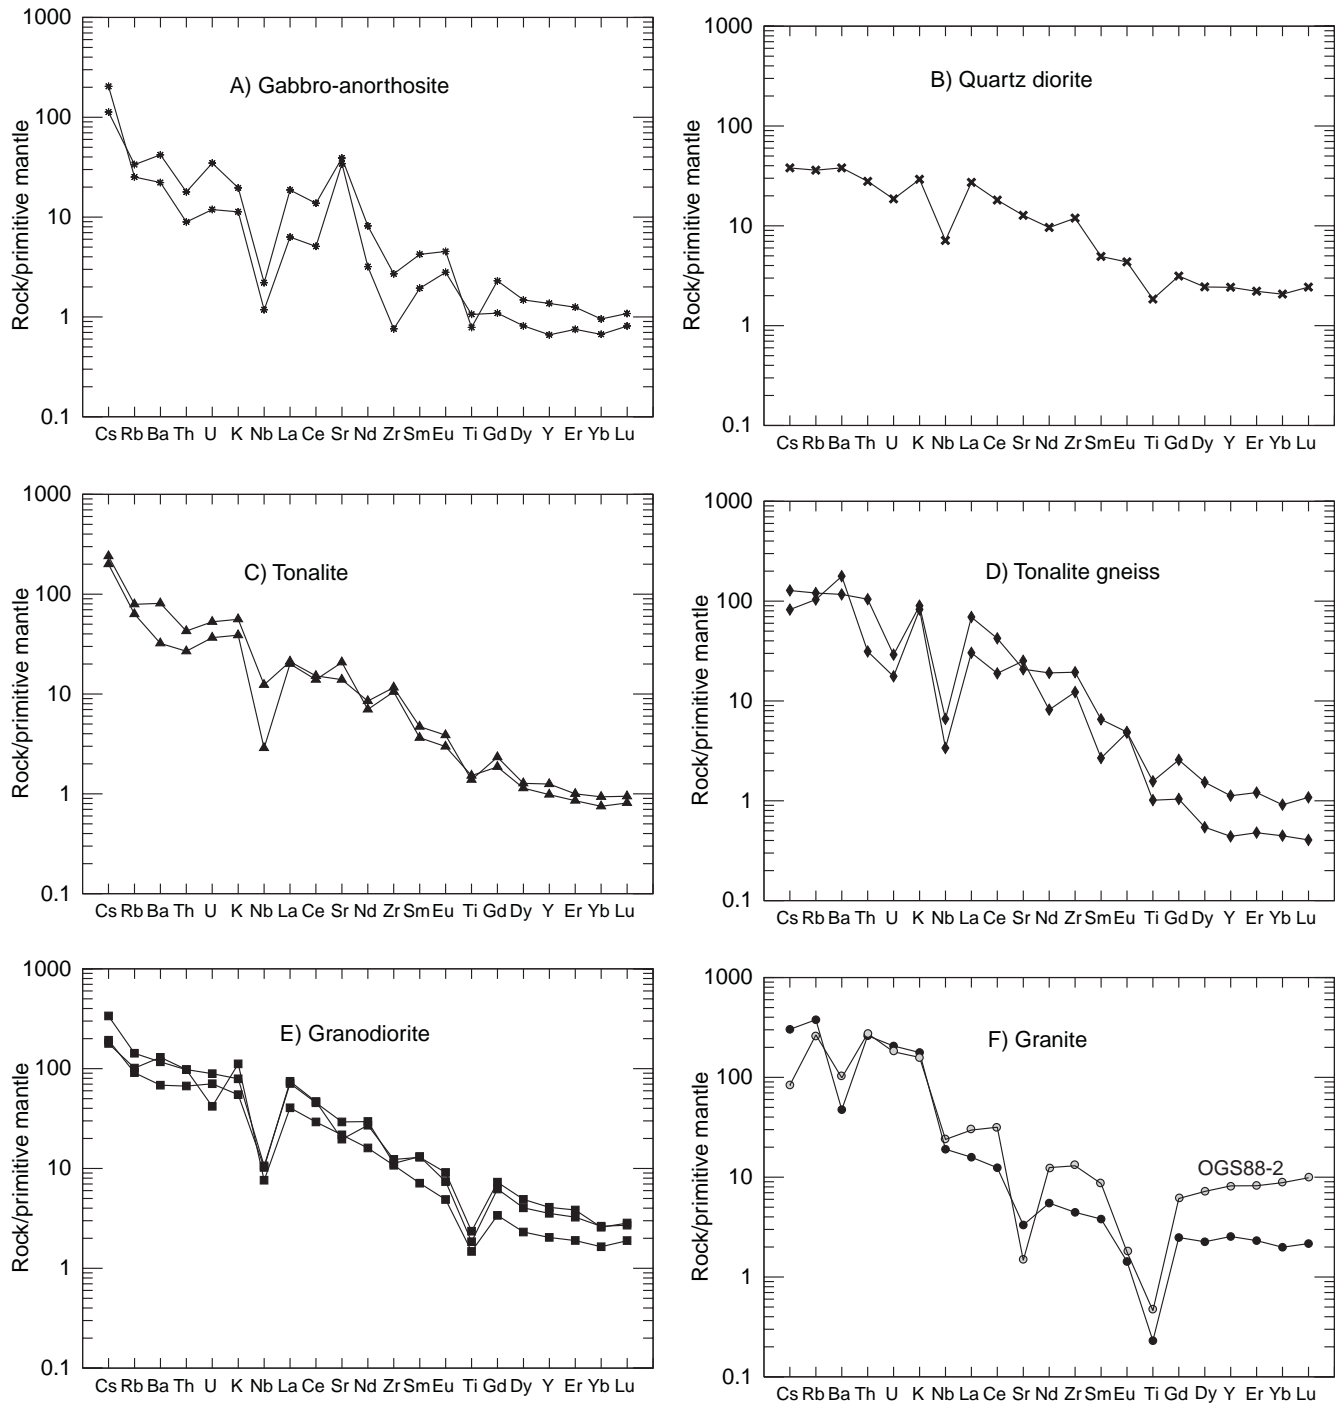 A) Gabbro-anorthosite
1000
100
10
1
0.1
Rock/primitive mantle
Cs Rb Ba Th U K Nb La Ce Sr Nd Zr Sm Eu Ti Gd Dy Y Er Yb Lu
B) Quartz diorite
1000
100
10
1
0.1
Rock/primitive mantle
Cs Rb Ba Th U K Nb La Ce Sr Nd Zr Sm Eu Ti Gd Dy Y Er Yb Lu
C) Tonalite
1000
100
10
1
0.1
Rock/primitive mantle
Cs Rb Ba Th U K Nb La Ce Sr Nd Zr Sm Eu Ti Gd Dy Y Er Yb Lu
D) Tonalite gneiss
1000
100
10
1
0.1
Rock/primitive mantle
Cs Rb Ba Th U K Nb La Ce Sr Nd Zr Sm Eu Ti Gd Dy Y Er Yb Lu
E) Granodiorite
1000
100
10
1
0.1
Rock/primitive mantle
Cs Rb Ba Th U K Nb La Ce Sr Nd Zr Sm Eu Ti Gd Dy Y Er Yb Lu
F) Granite
1000
100
10
1
0.1
Rock/primitive mantle
OGS88-2
Cs Rb Ba Th U K Nb La Ce Sr Nd Zr Sm Eu Ti Gd Dy Y Er Yb Lu